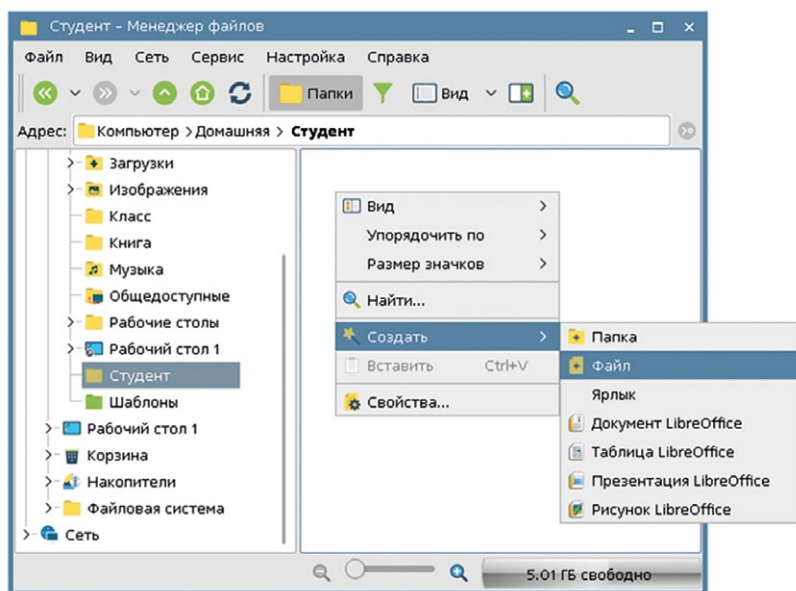 Студент – Менеджер файлов
Файл Вид Сеть Сервис Настройка Справка
Папки Вид
Адрес: Компьютер > Домашняя > Студент
Загрузки
Изображения
Класс
Книга
Музыка
Общедоступные
Рабочие столы
Рабочий стол 1
Студент
Шаблоны
Рабочий стол 1
Корзина
Накопители
Файловая система
Сеть
Вид
Упорядочить по
Размер значков
Найти...
Создать
Вставить Ctrl+V
Свойства...
Папка
Файл
Ярлык
Документ LibreOffice
Таблица LibreOffice
Презентация LibreOffice
Рисунок LibreOffice
5.01 ГБ свободно